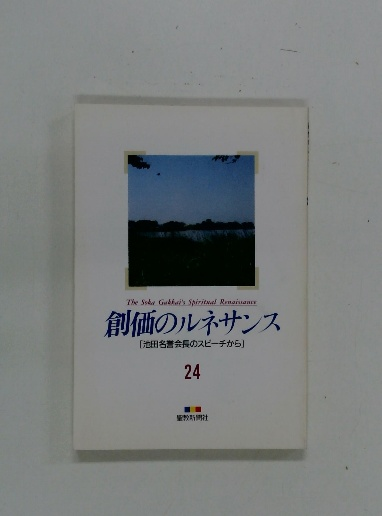 The Soka Gakkai's Spiritual Renaissance
創価のルネサンス
「池田名誉会長のスピーチから」
24
聖教新聞社